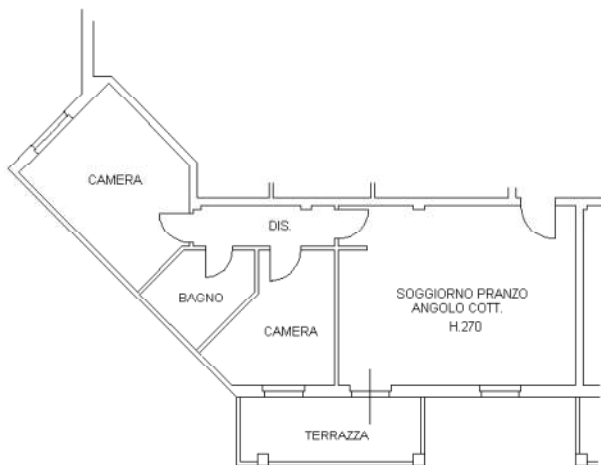 CAMERA
DIS.
BAGNO
SOGGIORNO PRANZO
ANGOLO COTT.
H.270
CAMERA
TERRAZZA